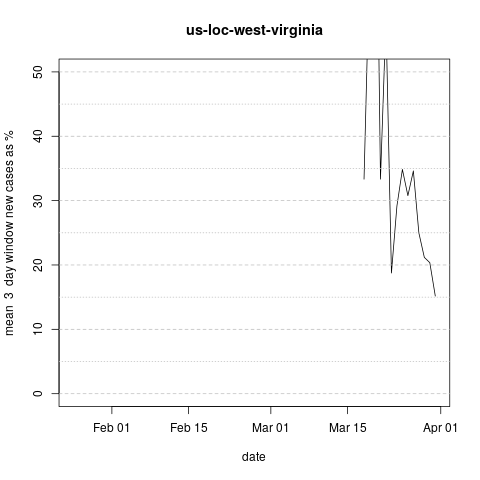 us-loc-west-virginia
mean 3 day window new cases as %
50
40
30
20
10
0
Feb 01 Feb 15 Mar 01 Mar 15 Apr 01
date